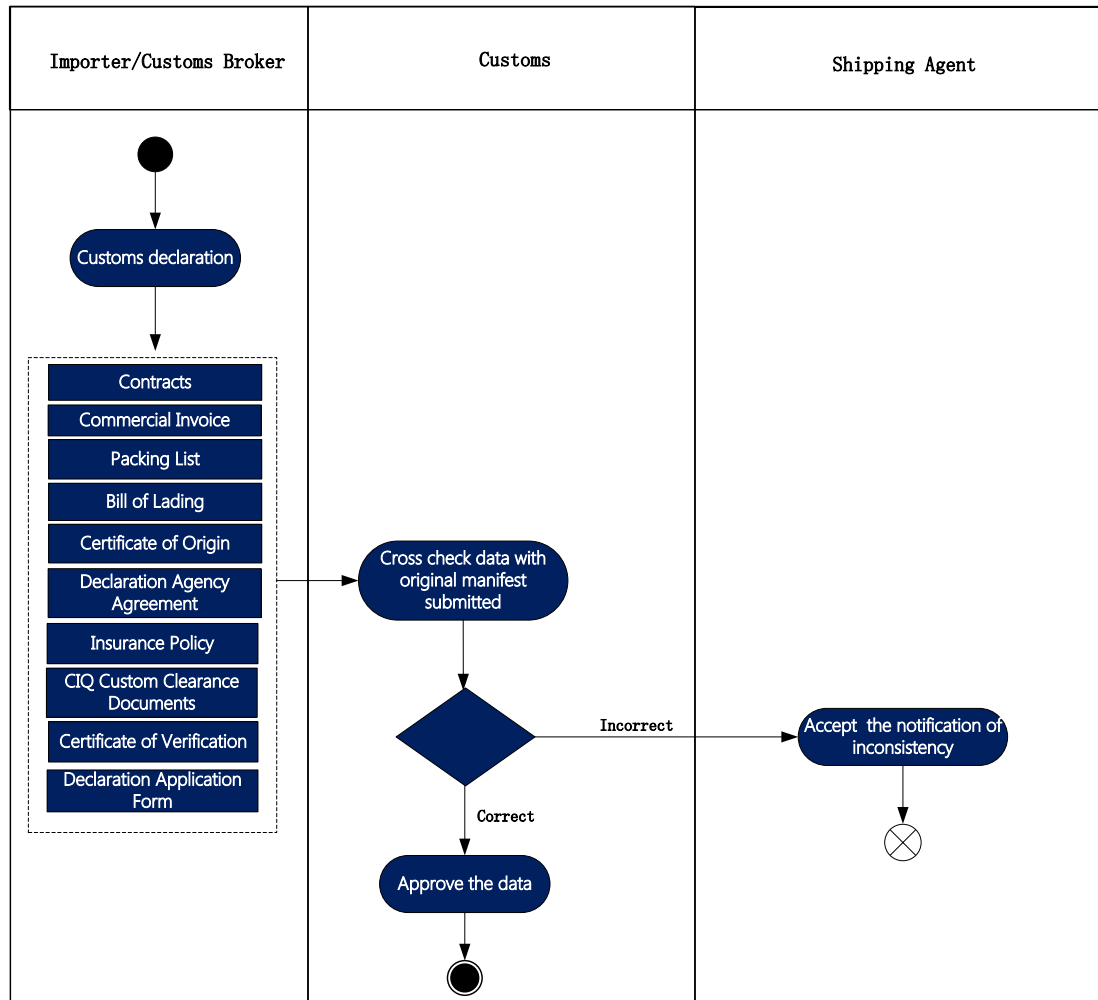 Importer/Customs Broker
Customs
Shipping Agent
Customs declaration
Contracts
Commercial Invoice
Packing List
Bill of Lading
Certificate of Origin
Declaration Agency
Agreement
Insurance Policy
CIQ Custom Clearance
Documents
Certificate of Verification
Declaration Application
Form
Cross check data with
original manifest
submitted
Incorrect
Correct
Approve the data
Accept the notification of
inconsistency